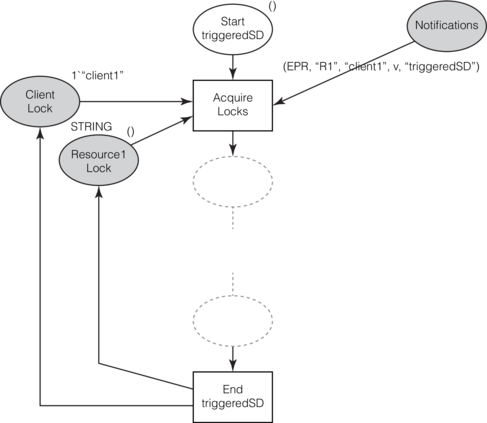 ()
Start
triggeredSD
Notifications
1`“client1”
(EPR, “R1”, “client1”, v, “triggeredSD”)
Client
Lock
Acquire
Locks
STRING
()
Resource1
Lock
End
triggeredSD